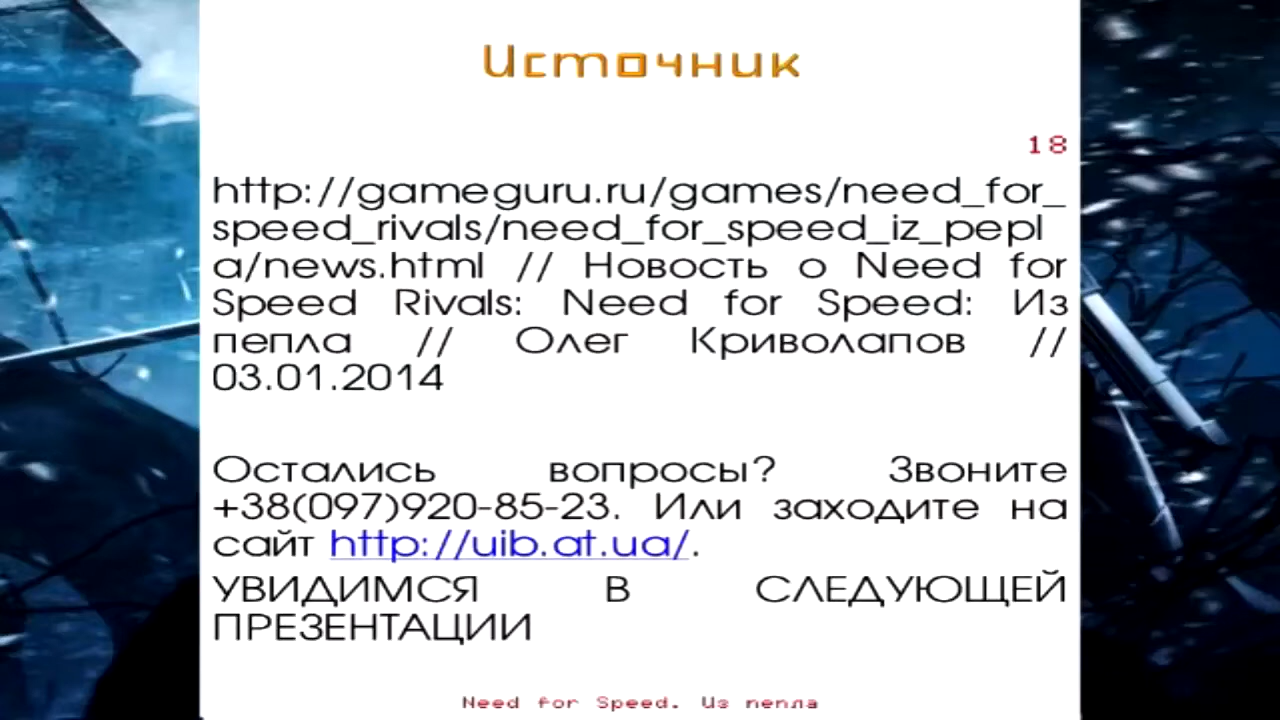 Источник
18
http://gameguru.ru/games/need_for_
speed_rivals/need_for_speed_iz_pepl
a/news.html // Новость о Need for
Speed Rivals: Need for Speed: Из
пепла // Олег Криволапов //
03.01.2014
Остались вопросы? Звоните
+38(097)920-85-23. Или заходите на
сайт http://uib.at.ua/.
УВИДИМСЯ В СЛЕДУЮЩЕЙ
ПРЕЗЕНТАЦИИ
Need for Speed. Из пепла